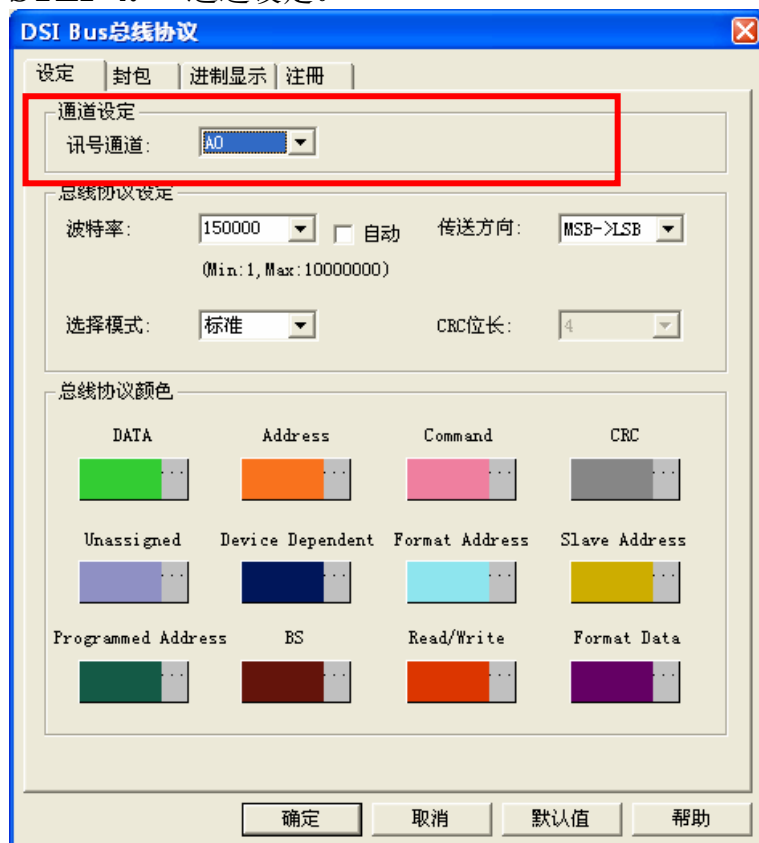 DSI Bus总线协议
设定 封包 进制显示 注册
通道设定
讯号通道: A0
总线协议设定
波特率: 150000 自动 传送方向: MSB->LSB
(Min:1,Max:10000000)
选择模式: 标准 CRC位长: 4
总线协议颜色
DATA Address Command CRC
... ... ... ...
Unassigned Device Dependent Format Address Slave Address
... ... ... ...
Programmed Address BS Read/Write Format Data
... ... ... ...
确定 取消 默认值 帮助